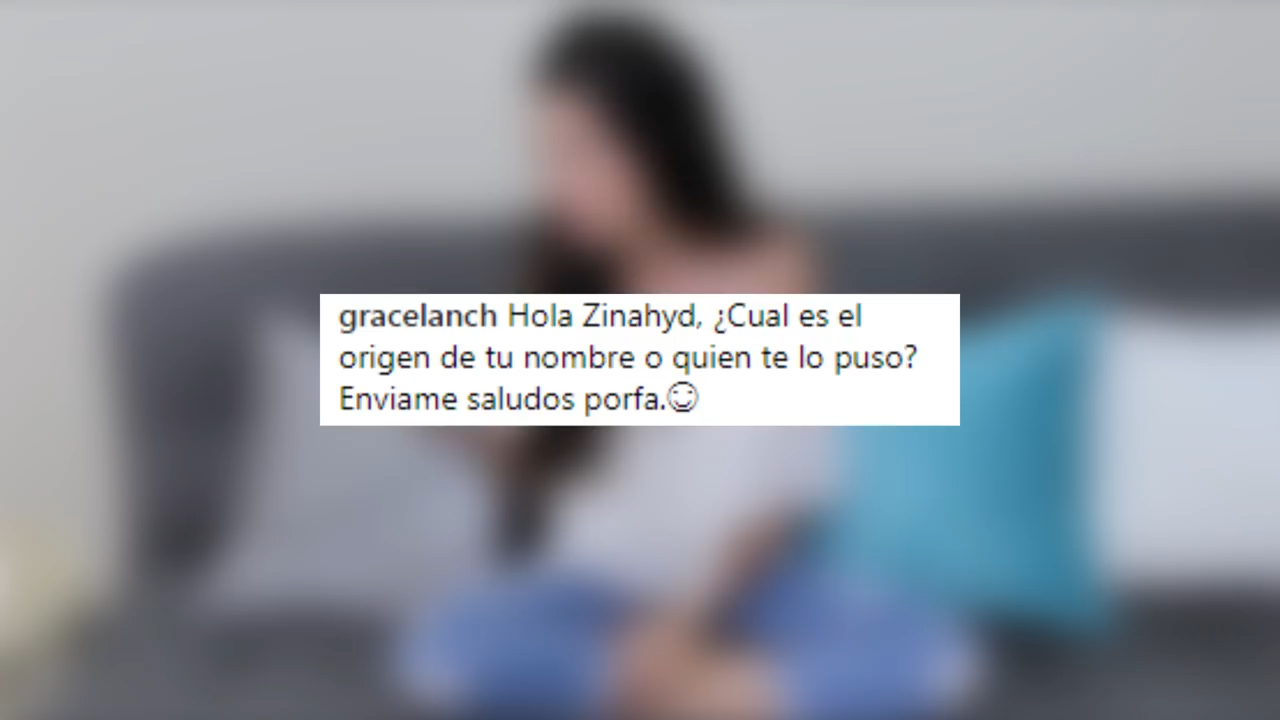 gracelanch Hola Zinahyd, ¿Cual es el
origen de tu nombre o quien te lo puso?
Enviame saludos porfa.☺